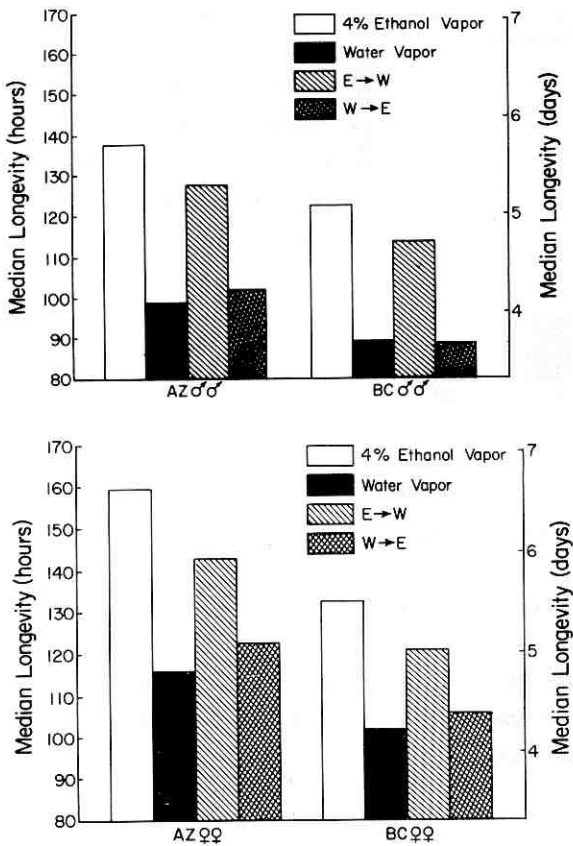 170
160
150
140
130
120
110
100
90
80
Median Longevity (hours)
4% Ethanol Vapor
Water Vapor
E→W
W→E
7
6
5
4
Median Longevity (days)
AZ♂♂
BC♂♂
170
160
150
140
130
120
110
100
90
80
Median Longevity (hours)
4% Ethanol Vapor
Water Vapor
E→W
W→E
7
6
5
4
Median Longevity (days)
AZ♀♀
BC♀♀